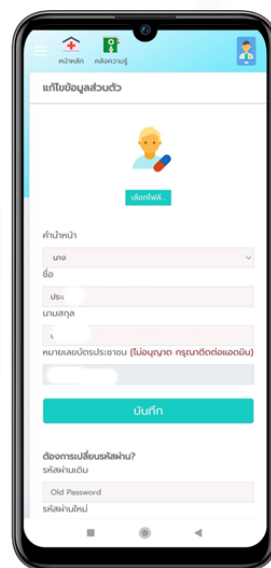 หน้าหลัก คลังความรู้
แก้ไขข้อมูลส่วนตัว
เลือกไฟล์...
คำนำหน้า
นาง
ชื่อ
ประ
นามสกุล
หมายเลขบัตรประชาชน (ไม่อนุญาต กรุณาติดต่อแอดมิน)
บันทึก
ต้องการเปลี่ยนรหัสผ่าน?
รหัสผ่านเดิม
Old Password
รหัสผ่านใหม่